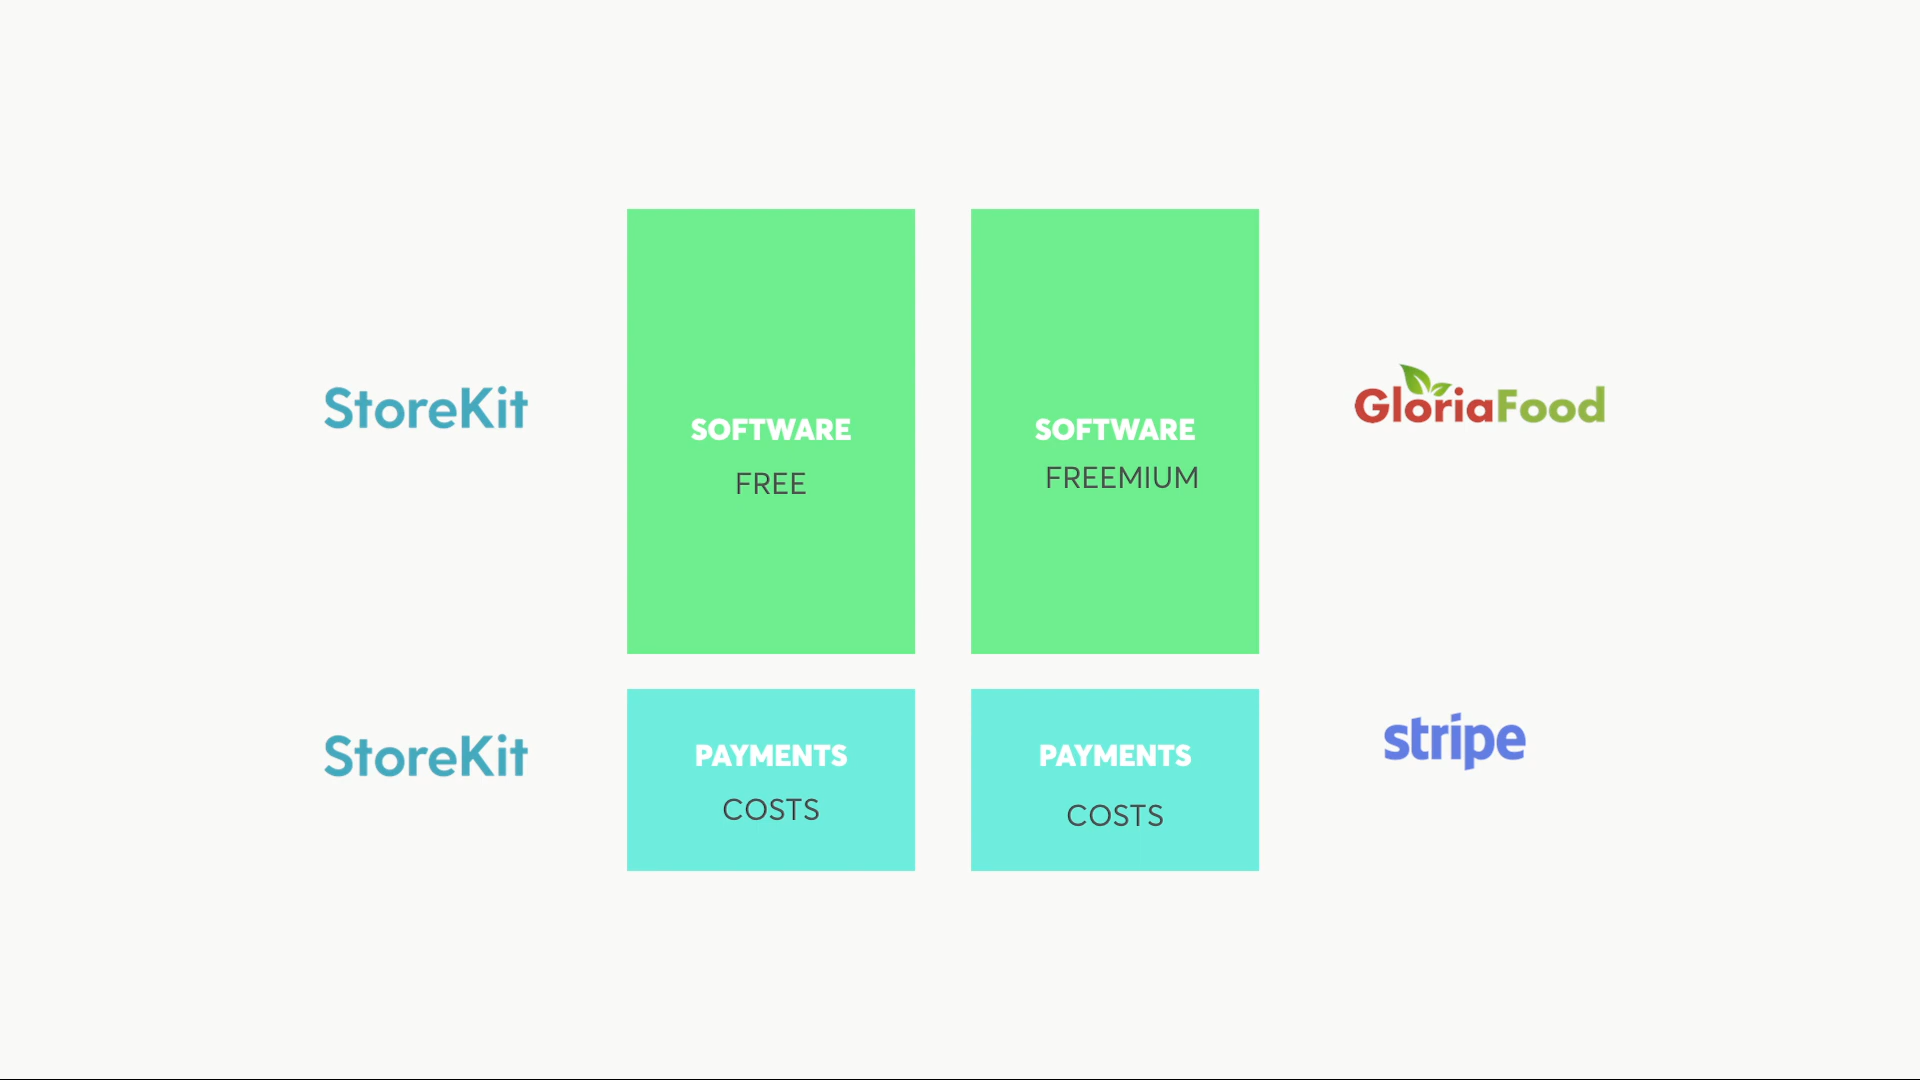 StoreKit
SOFTWARE
FREE
SOFTWARE
FREEMIUM
GloriaFood
StoreKit
PAYMENTS
COSTS
PAYMENTS
COSTS
stripe